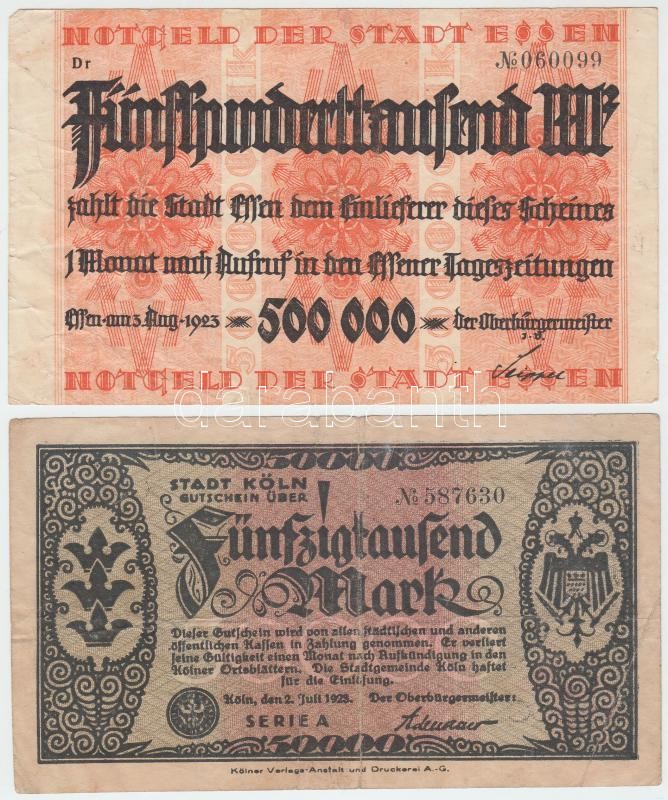 NOTGELD DER STADT ESSEN
Dr
№ 060099
Fünfhunderttausend Mk
zahlt die Stadt Essen dem Einlieferer dieses Scheines
1 Monat nach Aufruf in den Essener Tageszeitungen
Essen · am 3. Aug · 1923 500 000 der Oberbürgermeister
NOTGELD DER STADT ESSEN
darabanth
50000
STADT KÖLN
GUTSCHEIN ÜBER
№ 587630
Fünfzigtausend
Mark
Dieser Gutschein wird von allen städtischen und anderen
öffentlichen Kassen in Zahlung genommen. Er verliert
seine Gültigkeit einen Monat nach Aufkündigung in den
Kölner Ortsblättern. Die Stadtgemeinde Köln haftet
für die Einlösung.
Köln, den 2. Juli 1923. Der Oberbürgermeister:
SERIE A
50000
Kölner Verlags-Anstalt und Druckerei A.-G.